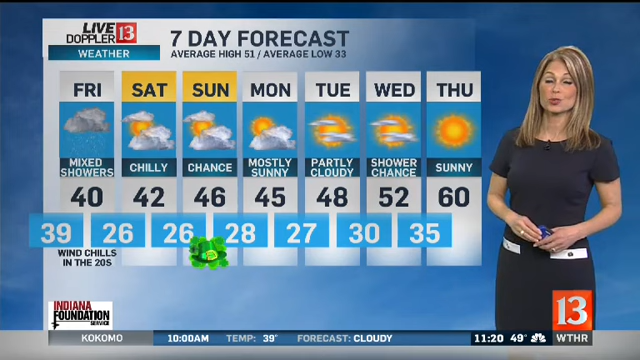 LIVE
DOPPLER 13
WEATHER
7 DAY FORECAST
AVERAGE HIGH 51 / AVERAGE LOW 33
FRI SAT SUN MON TUE WED THU
MIXED SHOWERS CHILLY CHANCE MOSTLY SUNNY PARTLY CLOUDY SHOWER CHANCE SUNNY
40 42 46 45 48 52 60
39 26 26 28 27 30 35
WIND CHILLS
IN THE 20S
INDIANA
FOUNDATION
SERVICE
13
KOKOMO 10:00AM TEMP: 39° FORECAST: CLOUDY 11:20 49° WTHR